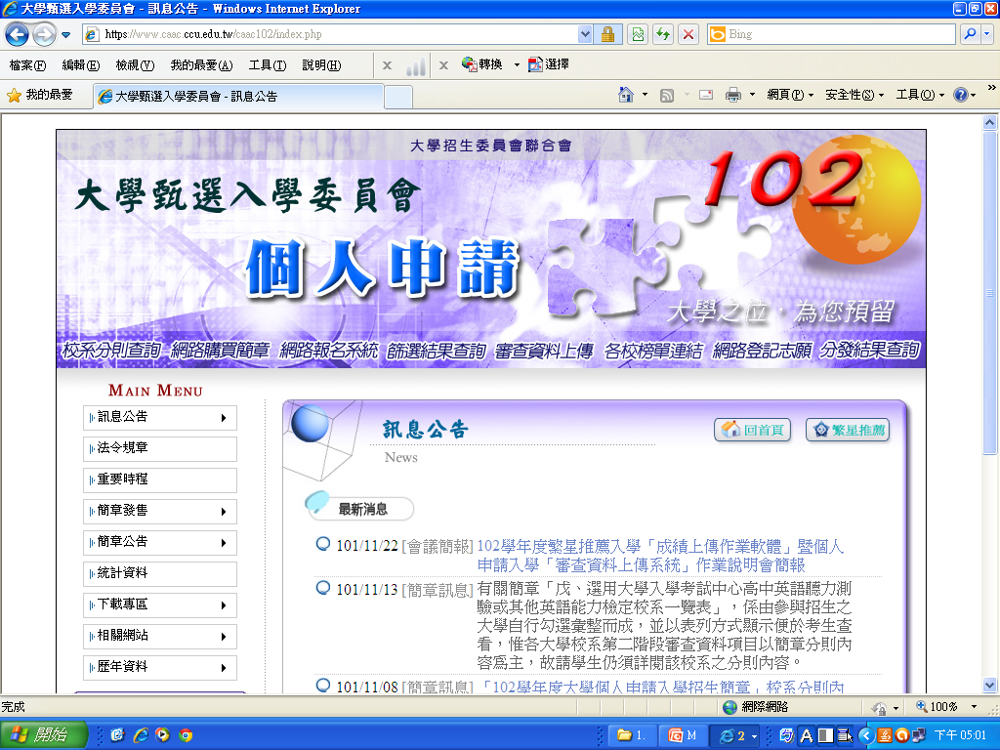 大學甄選入學委員會 - 訊息公告 - Windows Internet Explorer
https://www.caac.ccu.edu.tw/caac102/index.php
Bing
檔案(F) 編輯(E) 檢視(V) 我的最愛(A) 工具(T) 說明(H)
轉換 選擇
我的最愛 大學甄選入學委員會 - 訊息公告
網頁(P) 安全性(S) 工具(O)
大學招生委員會聯合會
大學甄選入學委員會
102
個人申請
大學之位，為您預留
校系分則查詢 網路購買簡章 網路報名系統 篩選結果查詢 審查資料上傳 各校榜單連結 網路登記志願 分發結果查詢
MAIN MENU
訊息公告
法令規章
重要時程
簡章發售
簡章公告
統計資料
下載專區
相關網站
歷年資料
訊息公告
News
回首頁 繁星推薦
最新消息
101/11/22 [會議簡報] 102學年度繁星推薦入學「成績上傳作業軟體」暨個人
申請入學「審查資料上傳系統」作業說明會簡報
101/11/13 [簡章訊息] 有關簡章「戊、選用大學入學考試中心高中英語聽力測
驗或其他英語能力檢定校系一覽表」，係由參與招生之
大學自行勾選彙整而成，並以表列方式顯示便於考生查
看，惟各大學校系第二階段審查資料項目以簡章分則內
容為主，故請學生仍須詳閱該校系之分則內容。
101/11/08 [簡章訊息] 「102學年度大學個人申請入學招生簡章」校系分則內
完成 網際網路 100%
開始 1. M 2 A 下午 05:01